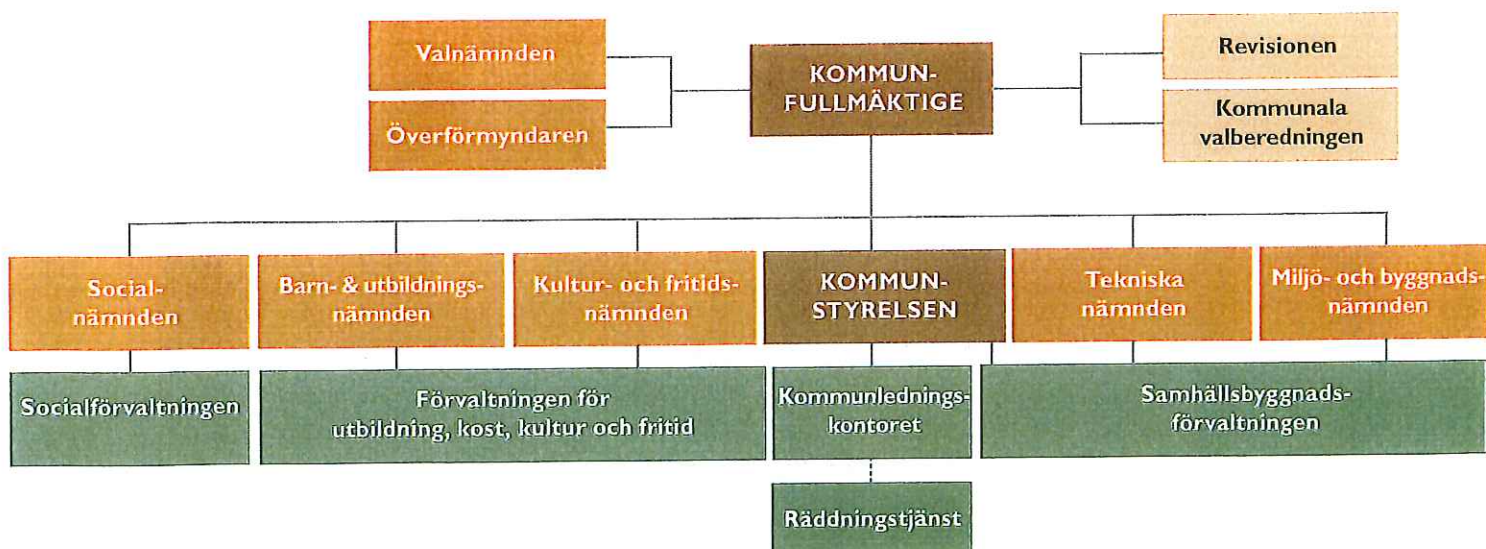 Valnämnden
Överförmyndaren
KOMMUN-
FULLMÄKTIGE
Revisionen
Kommunala
valberedningen
Social-
nämnden
Barn- & utbildnings-
nämnden
Kultur- och fritids-
nämnden
KOMMUN-
STYRELSEN
Tekniska
nämnden
Miljö- och byggnads-
nämnden
Socialförvaltningen
Förvaltningen för
utbildning, kost, kultur och fritid
Kommunlednings-
kontoret
Samhällsbyggnads-
förvaltningen
Räddningstjänst